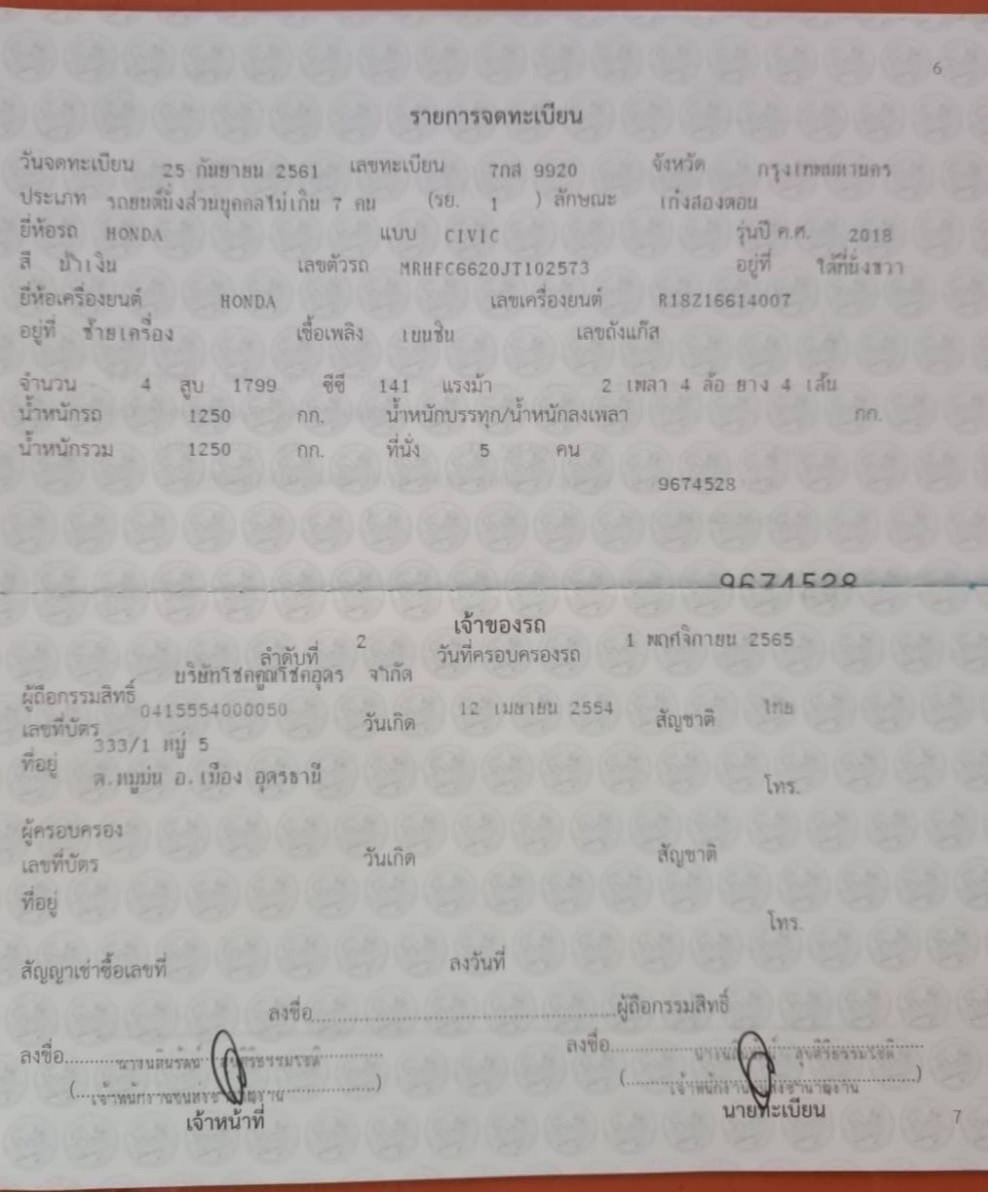 6
รายการจดทะเบียน
วันจดทะเบียน 25 กันยายน 2561 เลขทะเบียน 7กส 9920 จังหวัด กรุงเทพมหานคร
ประเภท รถยนต์นั่งส่วนบุคคลไม่เกิน 7 คน (รย. 1 ) ลักษณะ เก๋งสองตอน
ยี่ห้อรถ HONDA แบบ CIVIC รุ่นปี ค.ศ. 2018
สี น้ำเงิน เลขตัวรถ MRHFC6620JT102573 อยู่ที่ ใต้ที่นั่งขวา
ยี่ห้อเครื่องยนต์ HONDA เลขเครื่องยนต์ R18Z16614007
อยู่ที่ ซ้ายเครื่อง เชื้อเพลิง เบนซิน เลขถังแก๊ส
จำนวน 4 สูบ 1799 ซีซี 141 แรงม้า 2 เพลา 4 ล้อ ยาง 4 เส้น
น้ำหนักรถ 1250 กก. น้ำหนักบรรทุก/น้ำหนักลงเพลา กก.
น้ำหนักรวม 1250 กก. ที่นั่ง 5 คน
9674528
9674528
เจ้าของรถ
ลำดับที่ 2 วันที่ครอบครองรถ 1 พฤศจิกายน 2565
ผู้ถือกรรมสิทธิ์ บริษัทโชคคูณโชคอุดร จำกัด
เลขที่บัตร 0415554000050 วันเกิด 12 เมษายน 2554 สัญชาติ ไทย
ที่อยู่ 333/1 หมู่ 5
ต.หมูม่น อ.เมือง อุดรธานี โทร.
ผู้ครอบครอง
เลขที่บัตร วันเกิด สัญชาติ
ที่อยู่
โทร.
สัญญาเช่าซื้อเลขที่ ลงวันที่
ลงชื่อ ผู้ถือกรรมสิทธิ์
ลงชื่อ ลงชื่อ
เจ้าหน้าที่ นายทะเบียน
7